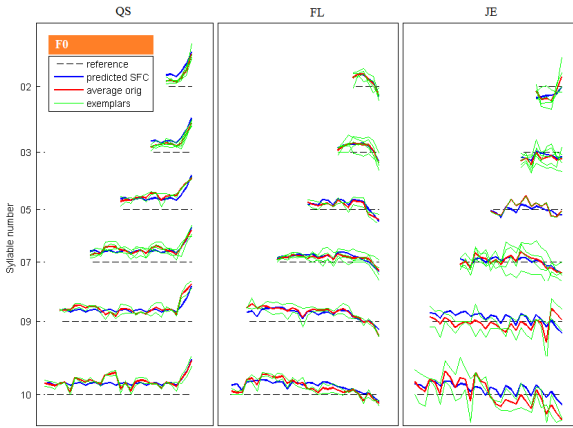 QS FL JE
F0
reference
predicted SFC
average orig
exemplars
02
03
05
07
09
10
Syllable number